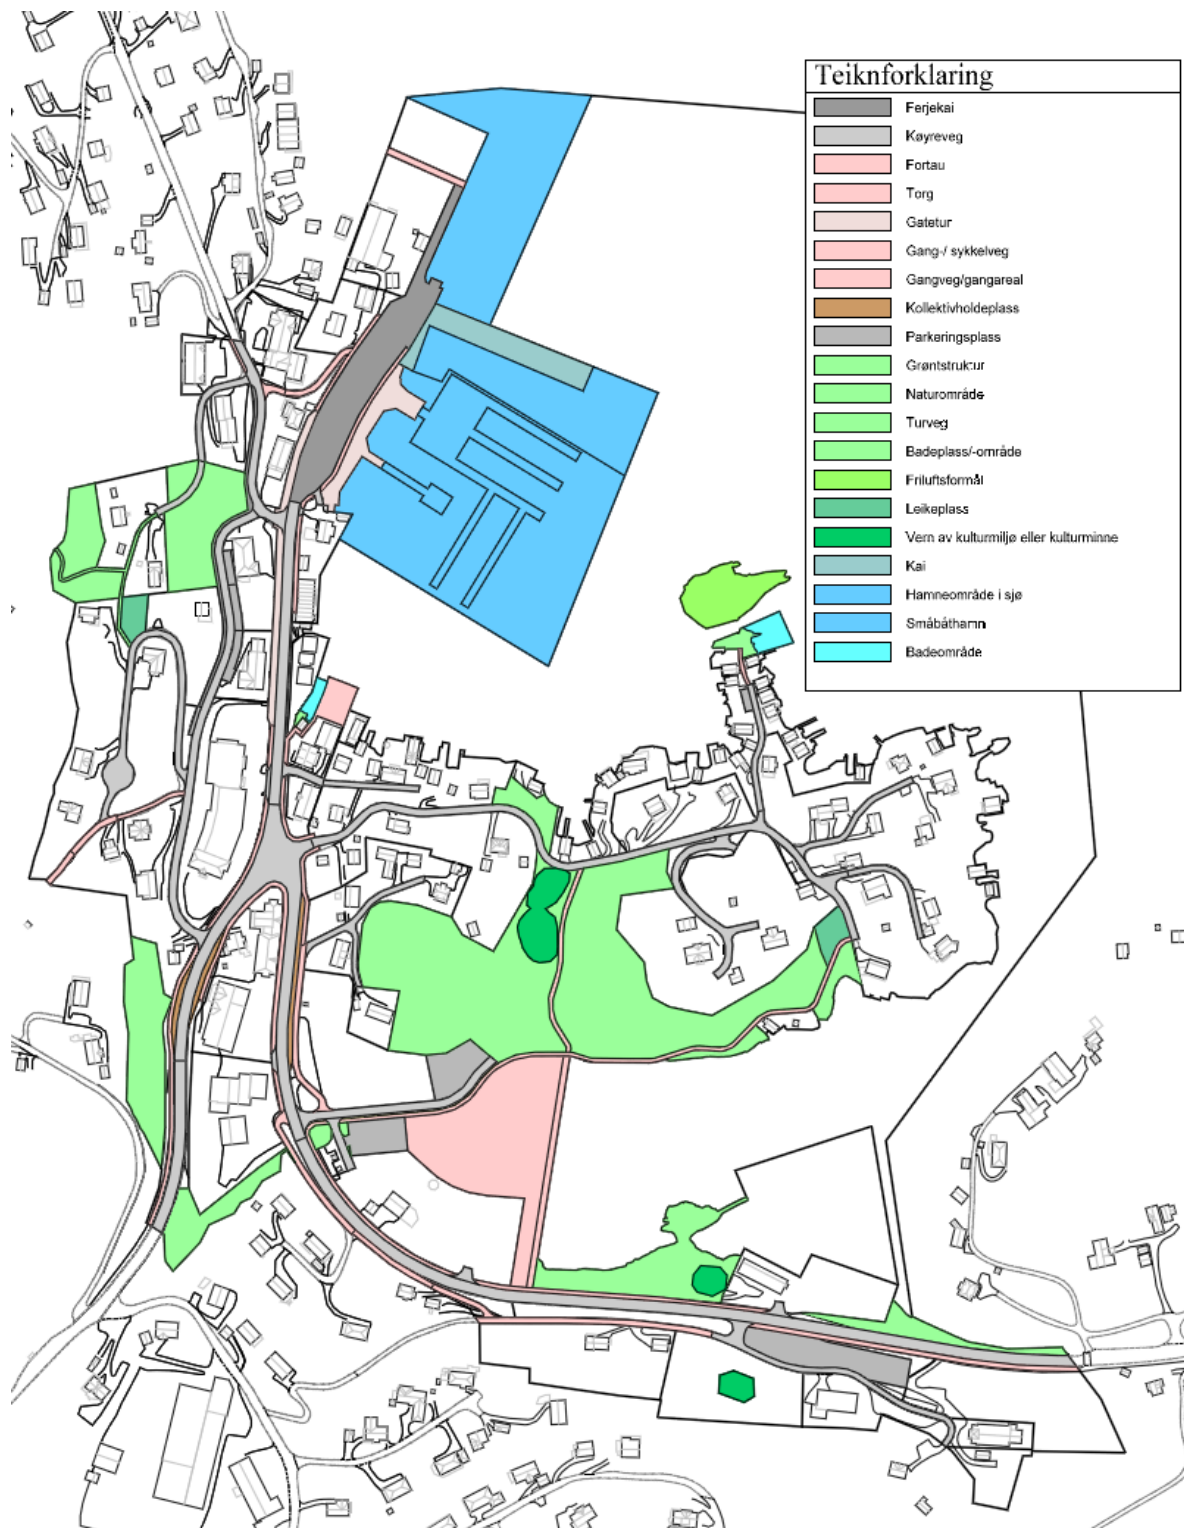 Teiknforklaring
Ferjekai
Køyreveg
Fortau
Torg
Gatetur
Gang-/ sykkelveg
Gangveg/gangareal
Kollektivholdeplass
Parkeringsplass
Grøntstruktur
Naturområde
Turveg
Badeplass/-område
Friluftsformål
Leikeplass
Vern av kulturmiljø eller kulturminne
Kai
Hamneområde i sjø
Småbåthamn
Badeområde